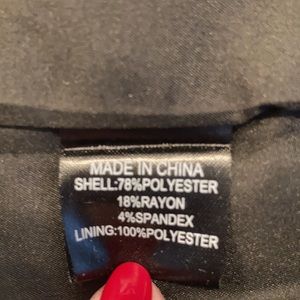 MADE IN CHINA
SHELL:78%POLYESTER
18%RAYON
4%SPANDEX
LINING:100%POLYESTER